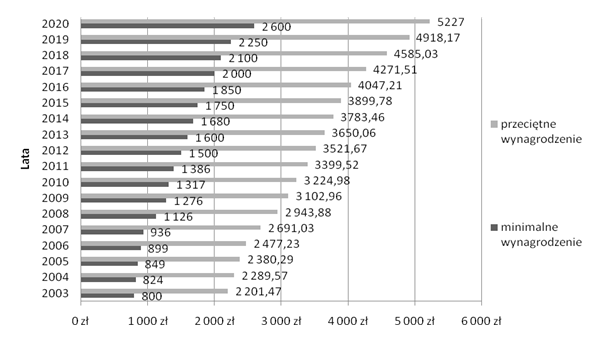 2020 5227
2 600
2019 4918,17
2 250
2018 4585,03
2 100
2017 4271,51
2 000
2016 4047,21
1 850
2015 3899,78
1 750
2014 3783,46
1 680
2013 3650,06
1 600
2012 3521,67
1 500
2011 3399,52
1 386
2010 3 224,98
1 317
2009 3 102,96
1 276
2008 2 943,88
1 126
2007 2 691,03
936
2006 2 477,23
899
2005 2 380,29
849
2004 2 289,57
824
2003 2 201,47
800
Lata
0 zł 1 000 zł 2 000 zł 3 000 zł 4 000 zł 5 000 zł 6 000 zł
przeciętne
wynagrodzenie
minimalne
wynagrodzenie